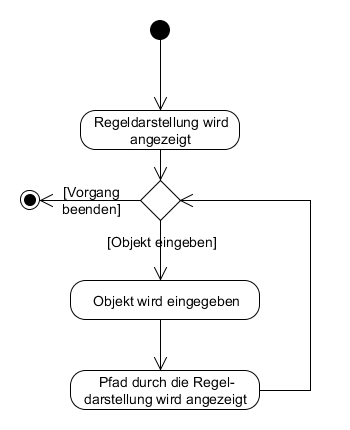 Regeldarstellung wird
angezeigt
[Vorgang
beenden]
[Objekt eingeben]
Objekt wird eingegeben
Pfad durch die Regel-
darstellung wird angezeigt